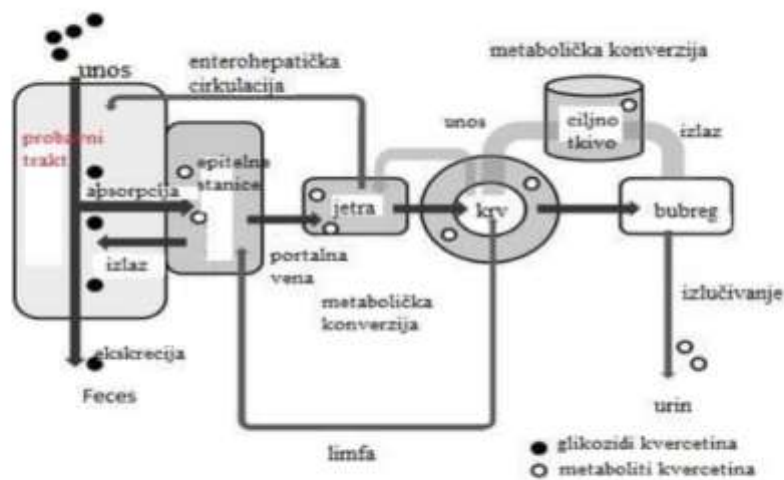 unos
enterohepatička
cirkulacija
metabolička konverzija
probavni
trakt
epitelne
stanice
apsorpcija
izlaz
portalna
vena
jetra
metabolička
konverzija
unos
krv
ciljno
tkivo
izlaz
bubreg
izlučivanje
urin
ekskrecija
Feces
limfa
glikozidi kvercetina
metaboliti kvercetina